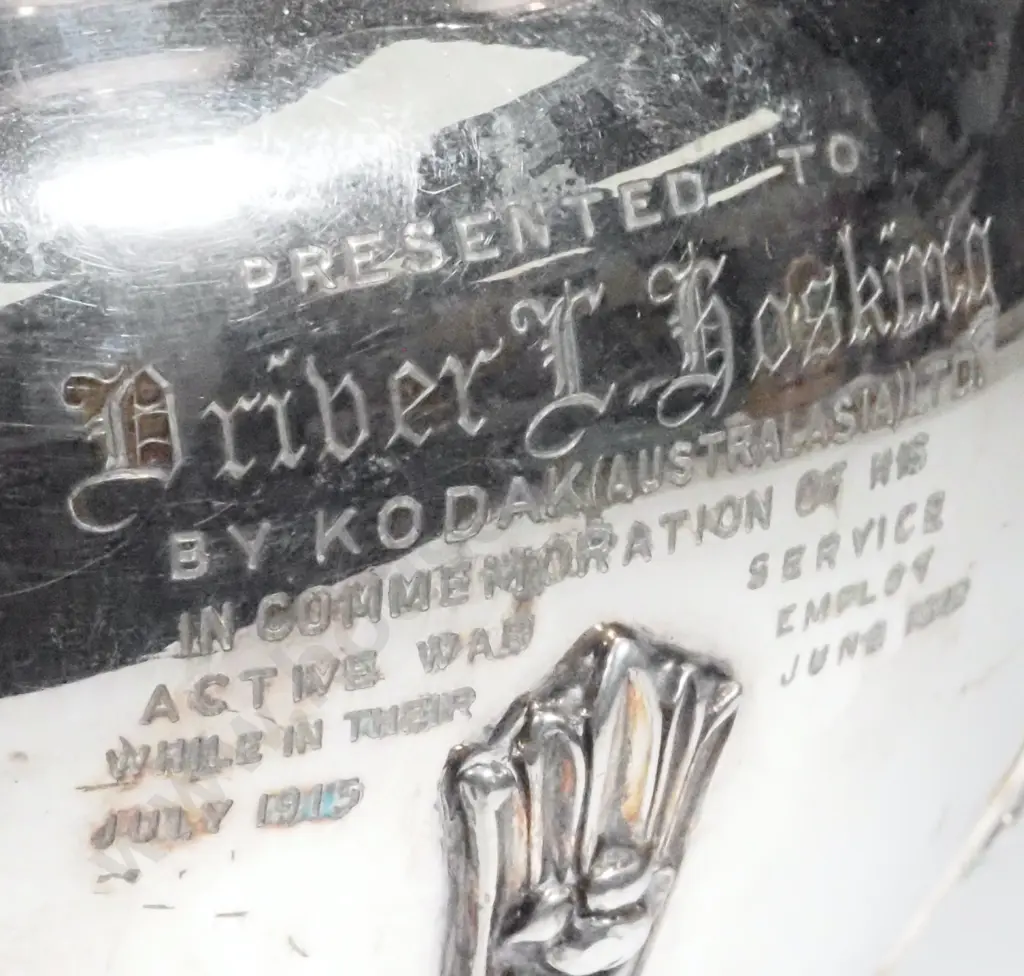 PRESENTED TO
Driver L. Hosking
BY KODAK (AUSTRALASIA) LTD.
IN COMMEMORATION OF HIS
ACTIVE WAR SERVICE
WHILE IN THEIR EMPLOY
JULY 1915 JUNE